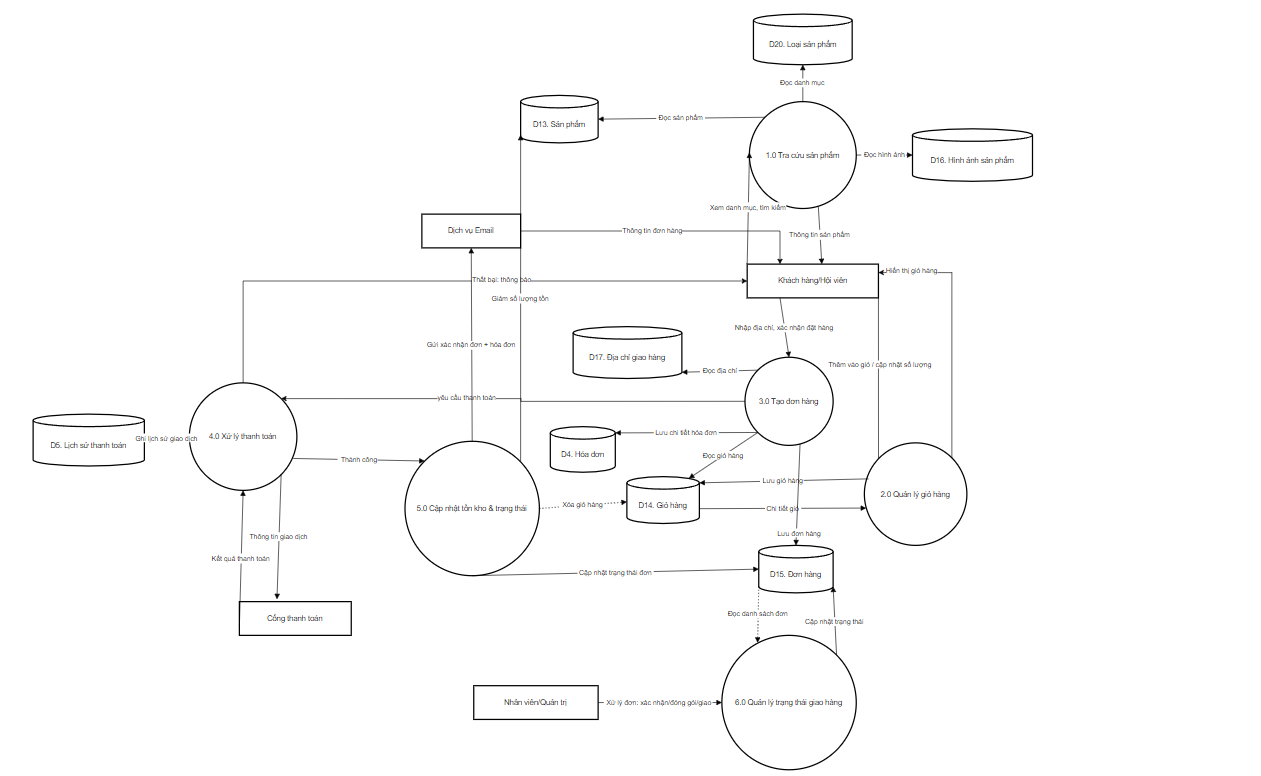 D20. Loại sản phẩm
Đọc danh mục
D13. Sản phẩm
Đọc sản phẩm
1.0 Tra cứu sản phẩm
Đọc hình ảnh
D16. Hình ảnh sản phẩm
Xem danh mục, tìm kiếm
Dịch vụ Email
Thông tin đơn hàng
Thông tin sản phẩm
Hiển thị giỏ hàng
Thất bại: thông báo
Khách hàng/Hội viên
Giảm số lượng tồn
Nhập địa chỉ, xác nhận đặt hàng
Gửi xác nhận đơn + hóa đơn
D17. Địa chỉ giao hàng
Đọc địa chỉ
Thêm vào giỏ / cập nhật số lượng
yêu cầu thanh toán
3.0 Tạo đơn hàng
D5. Lịch sử thanh toán
Ghi lịch sử giao dịch
4.0 Xử lý thanh toán
Lưu chi tiết hóa đơn
D4. Hóa đơn
Đọc giỏ hàng
Thành công
Lưu giỏ hàng
2.0 Quản lý giỏ hàng
5.0 Cập nhật tồn kho & trạng thái
Xóa giỏ hàng
D14. Giỏ hàng
Chi tiết giỏ
Thông tin giao dịch
Lưu đơn hàng
Kết quả thanh toán
Cập nhật trạng thái đơn
D15. Đơn hàng
Đọc danh sách đơn
Cổng thanh toán
Cập nhật trạng thái
Nhân viên/Quản trị
Xử lý đơn: xác nhận/đóng gói/giao
6.0 Quản lý trạng thái giao hàng